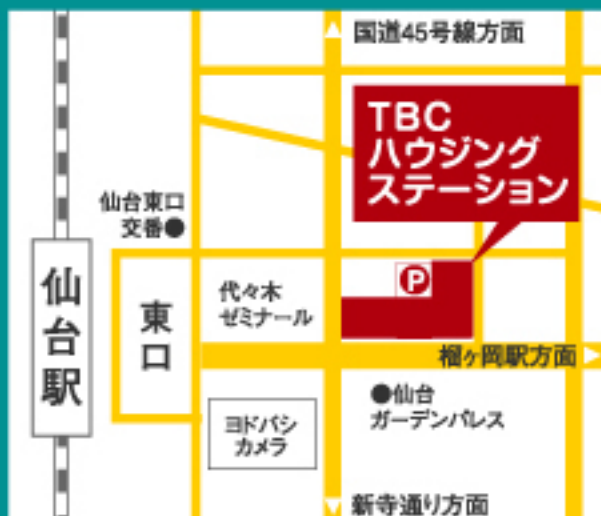 国道45号線方面
TBC
ハウジング
ステーション
仙台東口
交番●
P
仙台駅
東口
代々木
ゼミナール
榴ヶ岡駅方面
●仙台
ガーデンパレス
ヨドバシ
カメラ
新寺通り方面